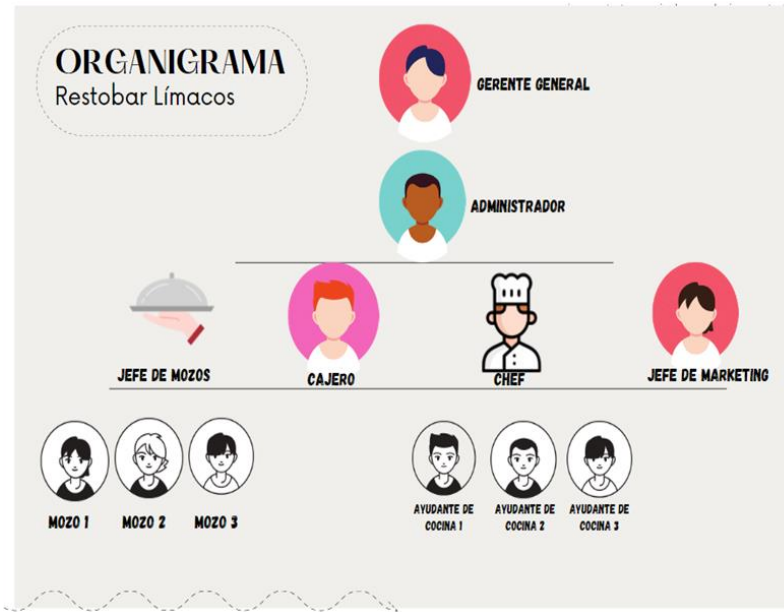 ORGANIGRAMA
Restobar Límacos
GERENTE GENERAL
ADMINISTRADOR
JEFE DE MOZOS
CAJERO
CHEF
JEFE DE MARKETING
MOZO 1
MOZO 2
MOZO 3
AYUDANTE DE
COCINA 1
AYUDANTE DE
COCINA 2
AYUDANTE DE
COCINA 3